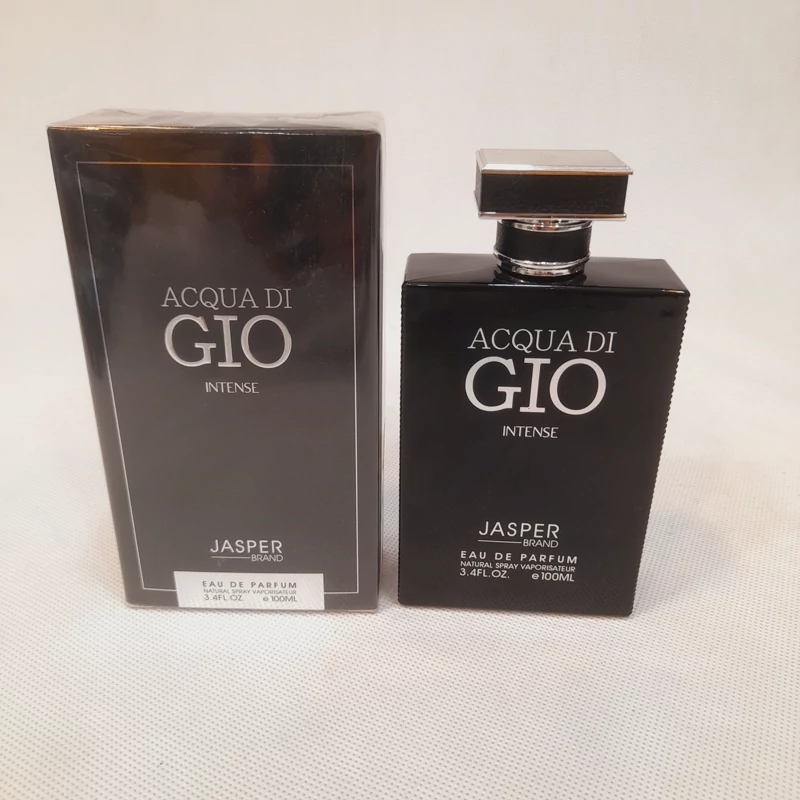 ACQUA DI
GIO
INTENSE
JASPER
BRAND
EAU DE PARFUM
NATURAL SPRAY VAPORISATEUR
3.4FL.OZ. e 100ML
ACQUA DI
GIO
INTENSE
JASPER
BRAND
EAU DE PARFUM
NATURAL SPRAY VAPORISATEUR
3.4FL.OZ. e 100ML